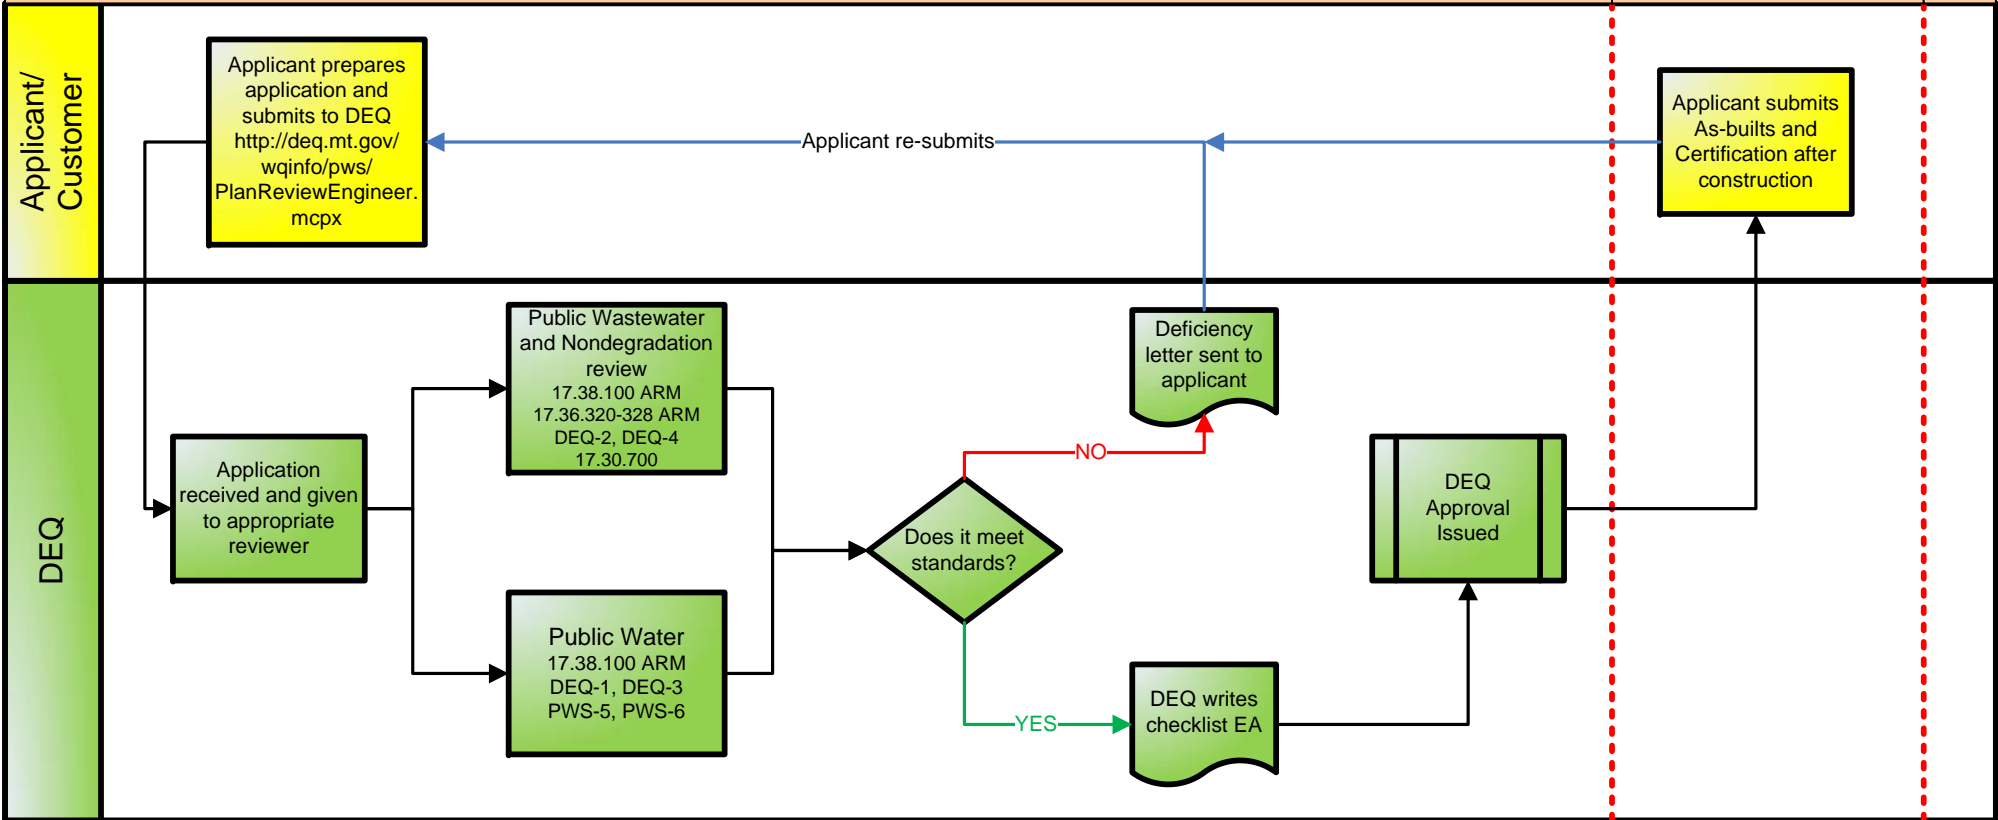 Applicant/
Customer
Applicant prepares
application and
submits to DEQ
http://deq.mt.gov/
wqinfo/pws/
PlanReviewEngineer.
mcpx
Applicant re-submits
Applicant submits
As-builts and
Certification after
construction
DEQ
Application
received and given
to appropriate
reviewer
Public Wastewater
and Nondegradation
review
17.38.100 ARM
17.36.320-328 ARM
DEQ-2, DEQ-4
17.30.700
Public Water
17.38.100 ARM
DEQ-1, DEQ-3
PWS-5, PWS-6
Does it meet
standards?
NO
Deficiency
letter sent to
applicant
YES
DEQ writes
checklist EA
DEQ
Approval
Issued